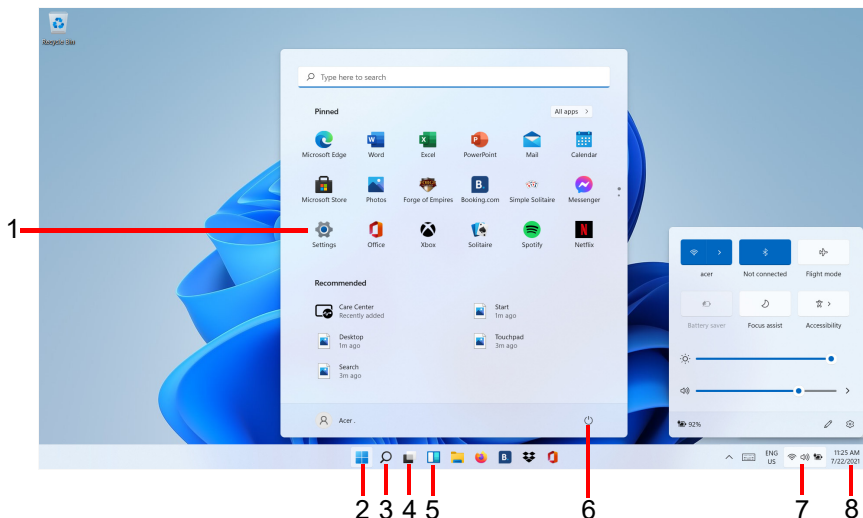 Recycle Bin
Type here to search
Pinned
All apps >
Microsoft Edge
Word
Excel
PowerPoint
Mail
Calendar
Microsoft Store
Photos
Forge of Empires
Booking.com
Simple Solitaire
Messenger
1
Settings
Office
Xbox
Solitaire
Spotify
Netflix
Recommended
Care Center
Recently added
Start
1m ago
Desktop
1m ago
Touchpad
3m ago
Search
3m ago
Acer .
acer
Not connected
Flight mode
Battery saver
Focus assist
Accessibility
92%
B.
ENG
US
11:25 AM
7/22/2021
2 3 4 5 6 7 8